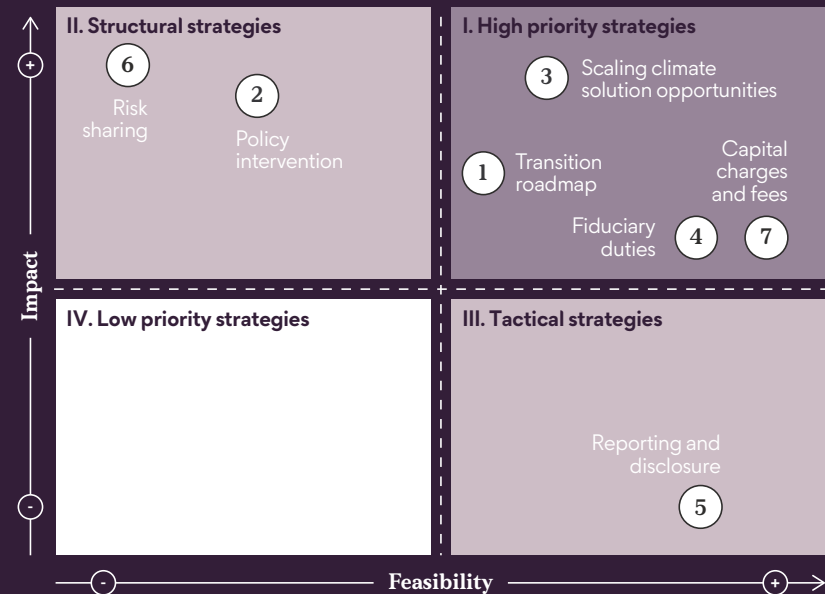 II. Structural strategies
6
Risk
sharing
2
Policy
intervention
I. High priority strategies
3
Scaling climate
solution opportunities
1
Transition
roadmap
Capital
charges
and fees
Fiduciary
duties
4
7
Impact
+
-
IV. Low priority strategies
III. Tactical strategies
Reporting and
disclosure
5
-
Feasibility
+